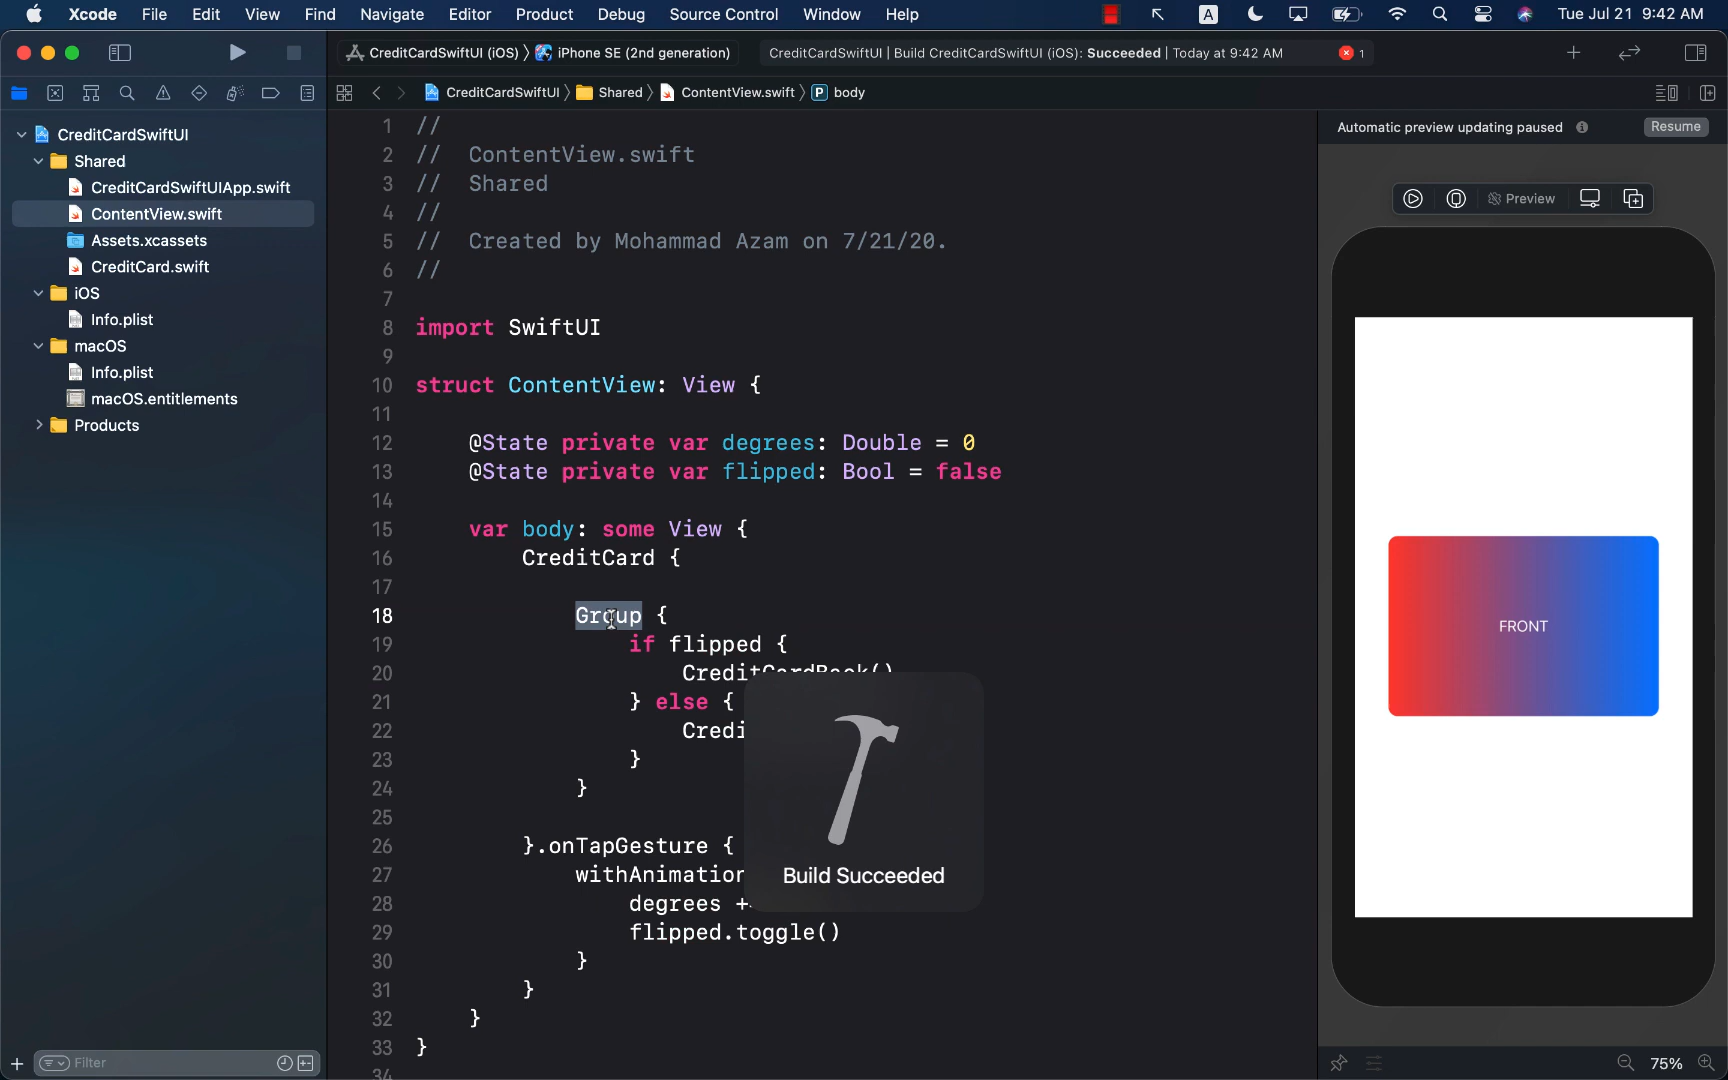 Xcode File Edit View Find Navigate Editor Product Debug Source Control Window Help A Tue Jul 21 9:42 AM
CreditCardSwiftUI (iOS) iPhone SE (2nd generation) CreditCardSwiftUI | Build CreditCardSwiftUI (iOS): Succeeded | Today at 9:42 AM 1
CreditCardSwiftUI Shared ContentView.swift P body
CreditCardSwiftUI
Shared
CreditCardSwiftUIApp.swift
ContentView.swift
Assets.xcassets
CreditCard.swift
iOS
Info.plist
macOS
Info.plist
macOS.entitlements
Products
Filter
1 //
2 // ContentView.swift
3 // Shared
4 //
5 // Created by Mohammad Azam on 7/21/20.
6 //
7
8 import SwiftUI
9
10 struct ContentView: View {
11
12 @State private var degrees: Double = 0
13 @State private var flipped: Bool = false
14
15 var body: some View {
16 CreditCard {
17
18 Group {
19 if flipped {
20 CreditCardBack()
21 } else {
22 Credi
23 }
24 }
25
26 }.onTapGesture {
27 withAnimation
28 degrees +
29 flipped.toggle()
30 }
31 }
32 }
33 }
34
Build Succeeded
Automatic preview updating paused Resume
Preview
FRONT
75%